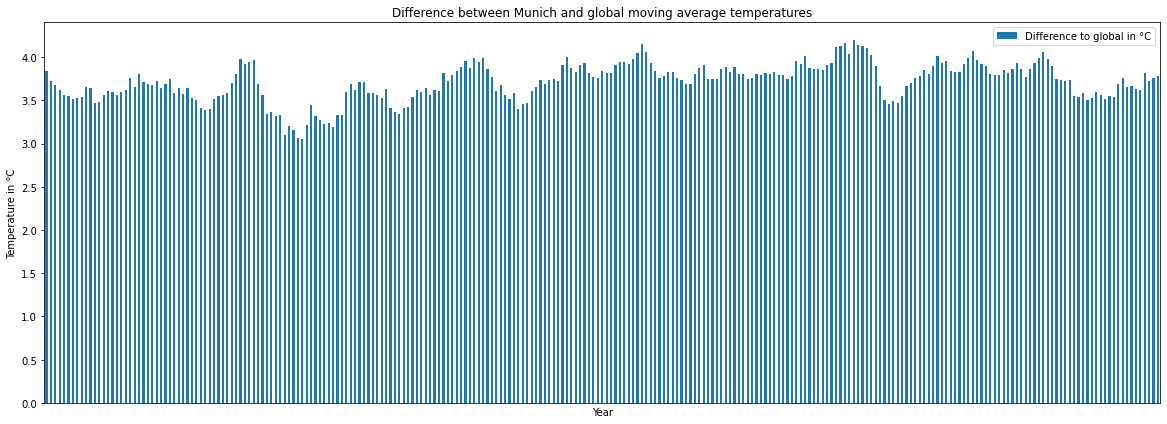 Difference between Munich and global moving average temperatures
Difference to global in °C
4.0
3.5
3.0
2.5
2.0
1.5
1.0
0.5
0.0
Temperature in °C
Year